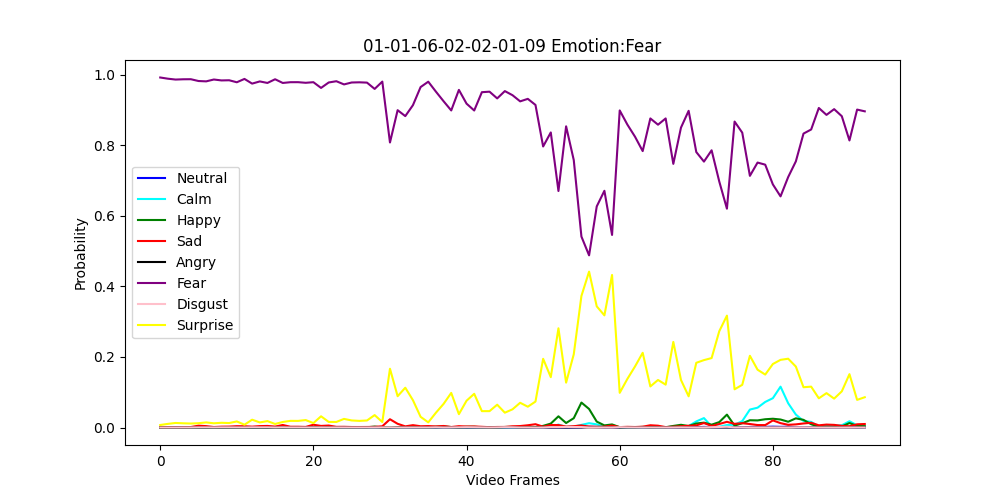 01-01-06-02-02-01-09 Emotion:Fear
1.0
0.8
0.6
0.4
0.2
0.0
Probability
Neutral
Calm
Happy
Sad
Angry
Fear
Disgust
Surprise
0 20 40 60 80
Video Frames